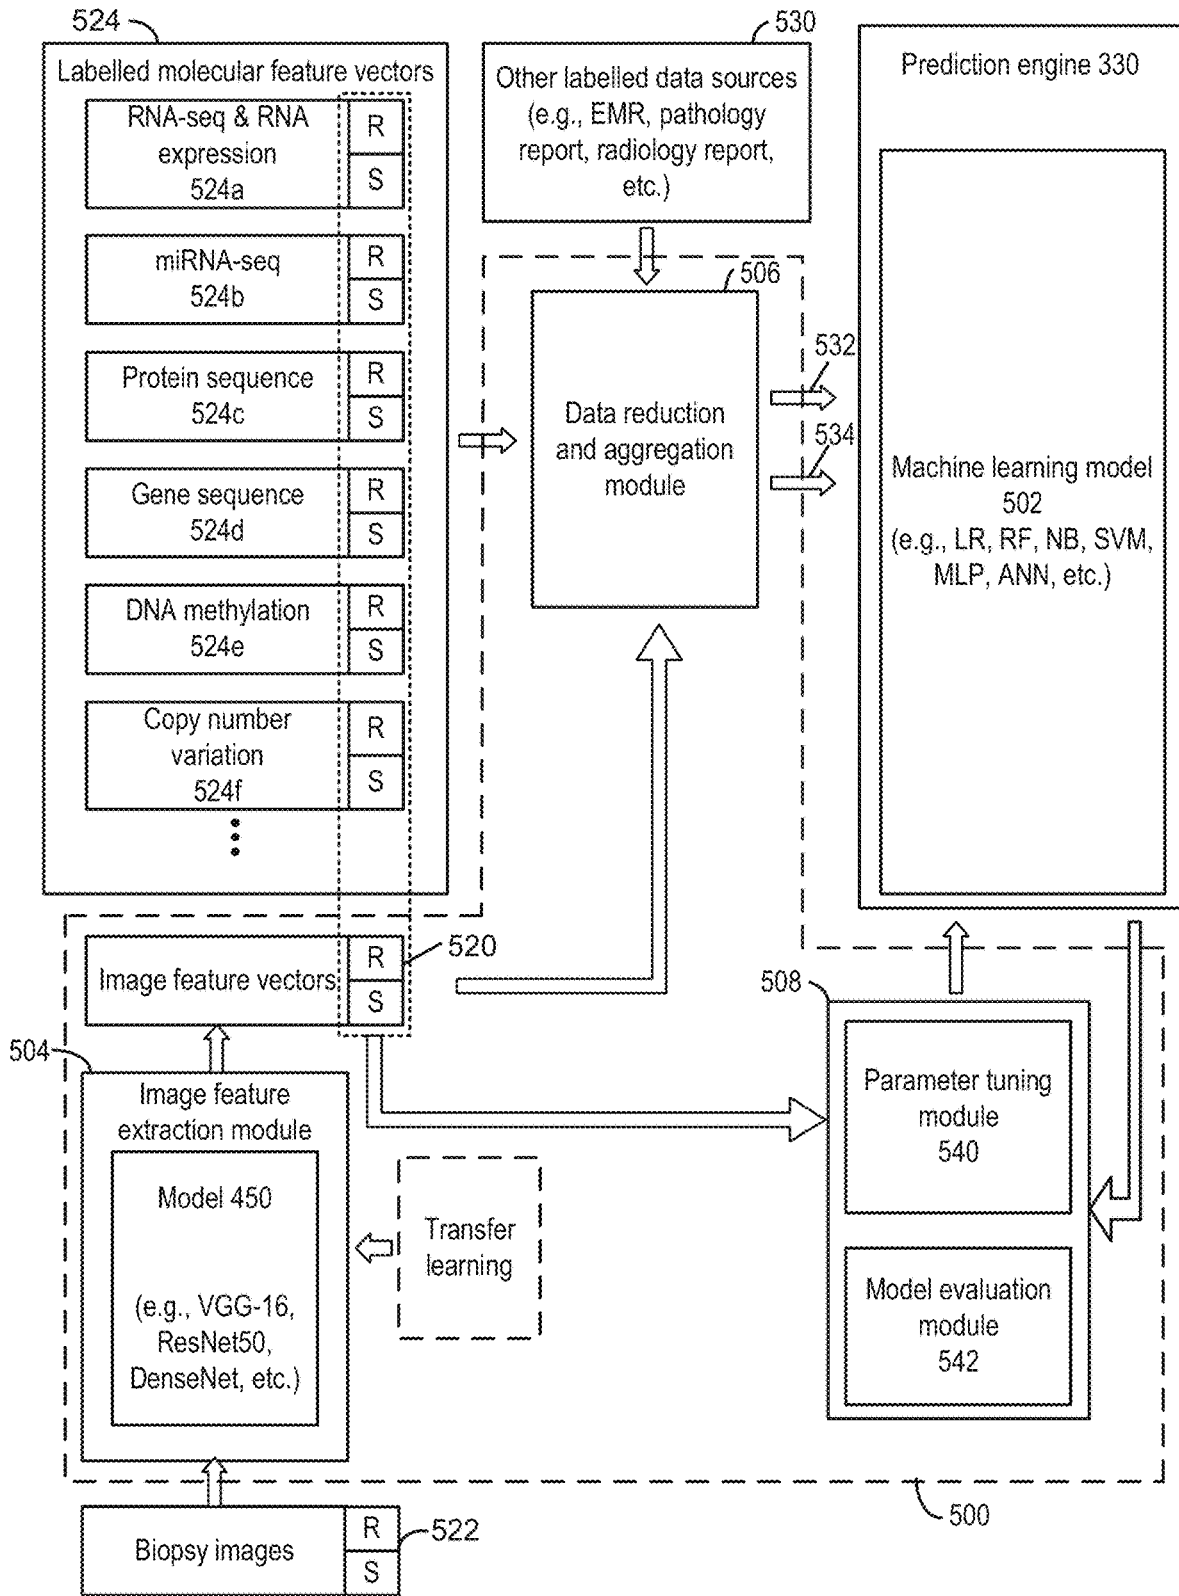 524
Labelled molecular feature vectors
RNA-seq & RNA
expression
524a
R
S
miRNA-seq
524b
R
S
Protein sequence
524c
R
S
Gene sequence
524d
R
S
DNA methylation
524e
R
S
Copy number
variation
524f
R
S
530
Other labelled data sources
(e.g., EMR, pathology
report, radiology report,
etc.)
506
Data reduction
and aggregation
module
532
534
Prediction engine 330
Machine learning model
502
(e.g., LR, RF, NB, SVM,
MLP, ANN, etc.)
Image feature vectors
R
S
520
504
Image feature
extraction module
Model 450
(e.g., VGG-16,
ResNet50,
DenseNet, etc.)
Transfer
learning
508
Parameter tuning
module
540
Model evaluation
module
542
500
Biopsy images
R
S
522